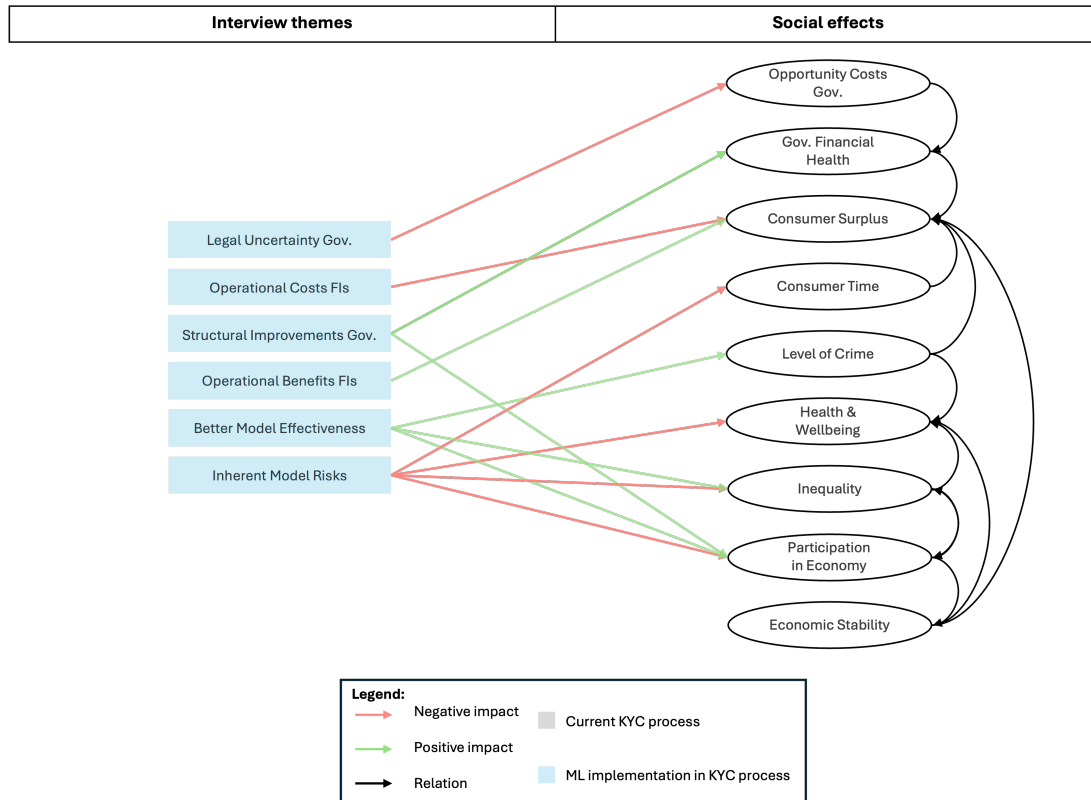 Interview themes
Social effects
Opportunity Costs
Gov.
Gov. Financial
Health
Consumer Surplus
Legal Uncertainty Gov.
Operational Costs FIs
Consumer Time
Structural Improvements Gov.
Level of Crime
Operational Benefits FIs
Better Model Effectiveness
Health &
Wellbeing
Inherent Model Risks
Inequality
Participation
in Economy
Economic Stability
Legend:
Negative impact
Current KYC process
Positive impact
ML implementation in KYC process
Relation